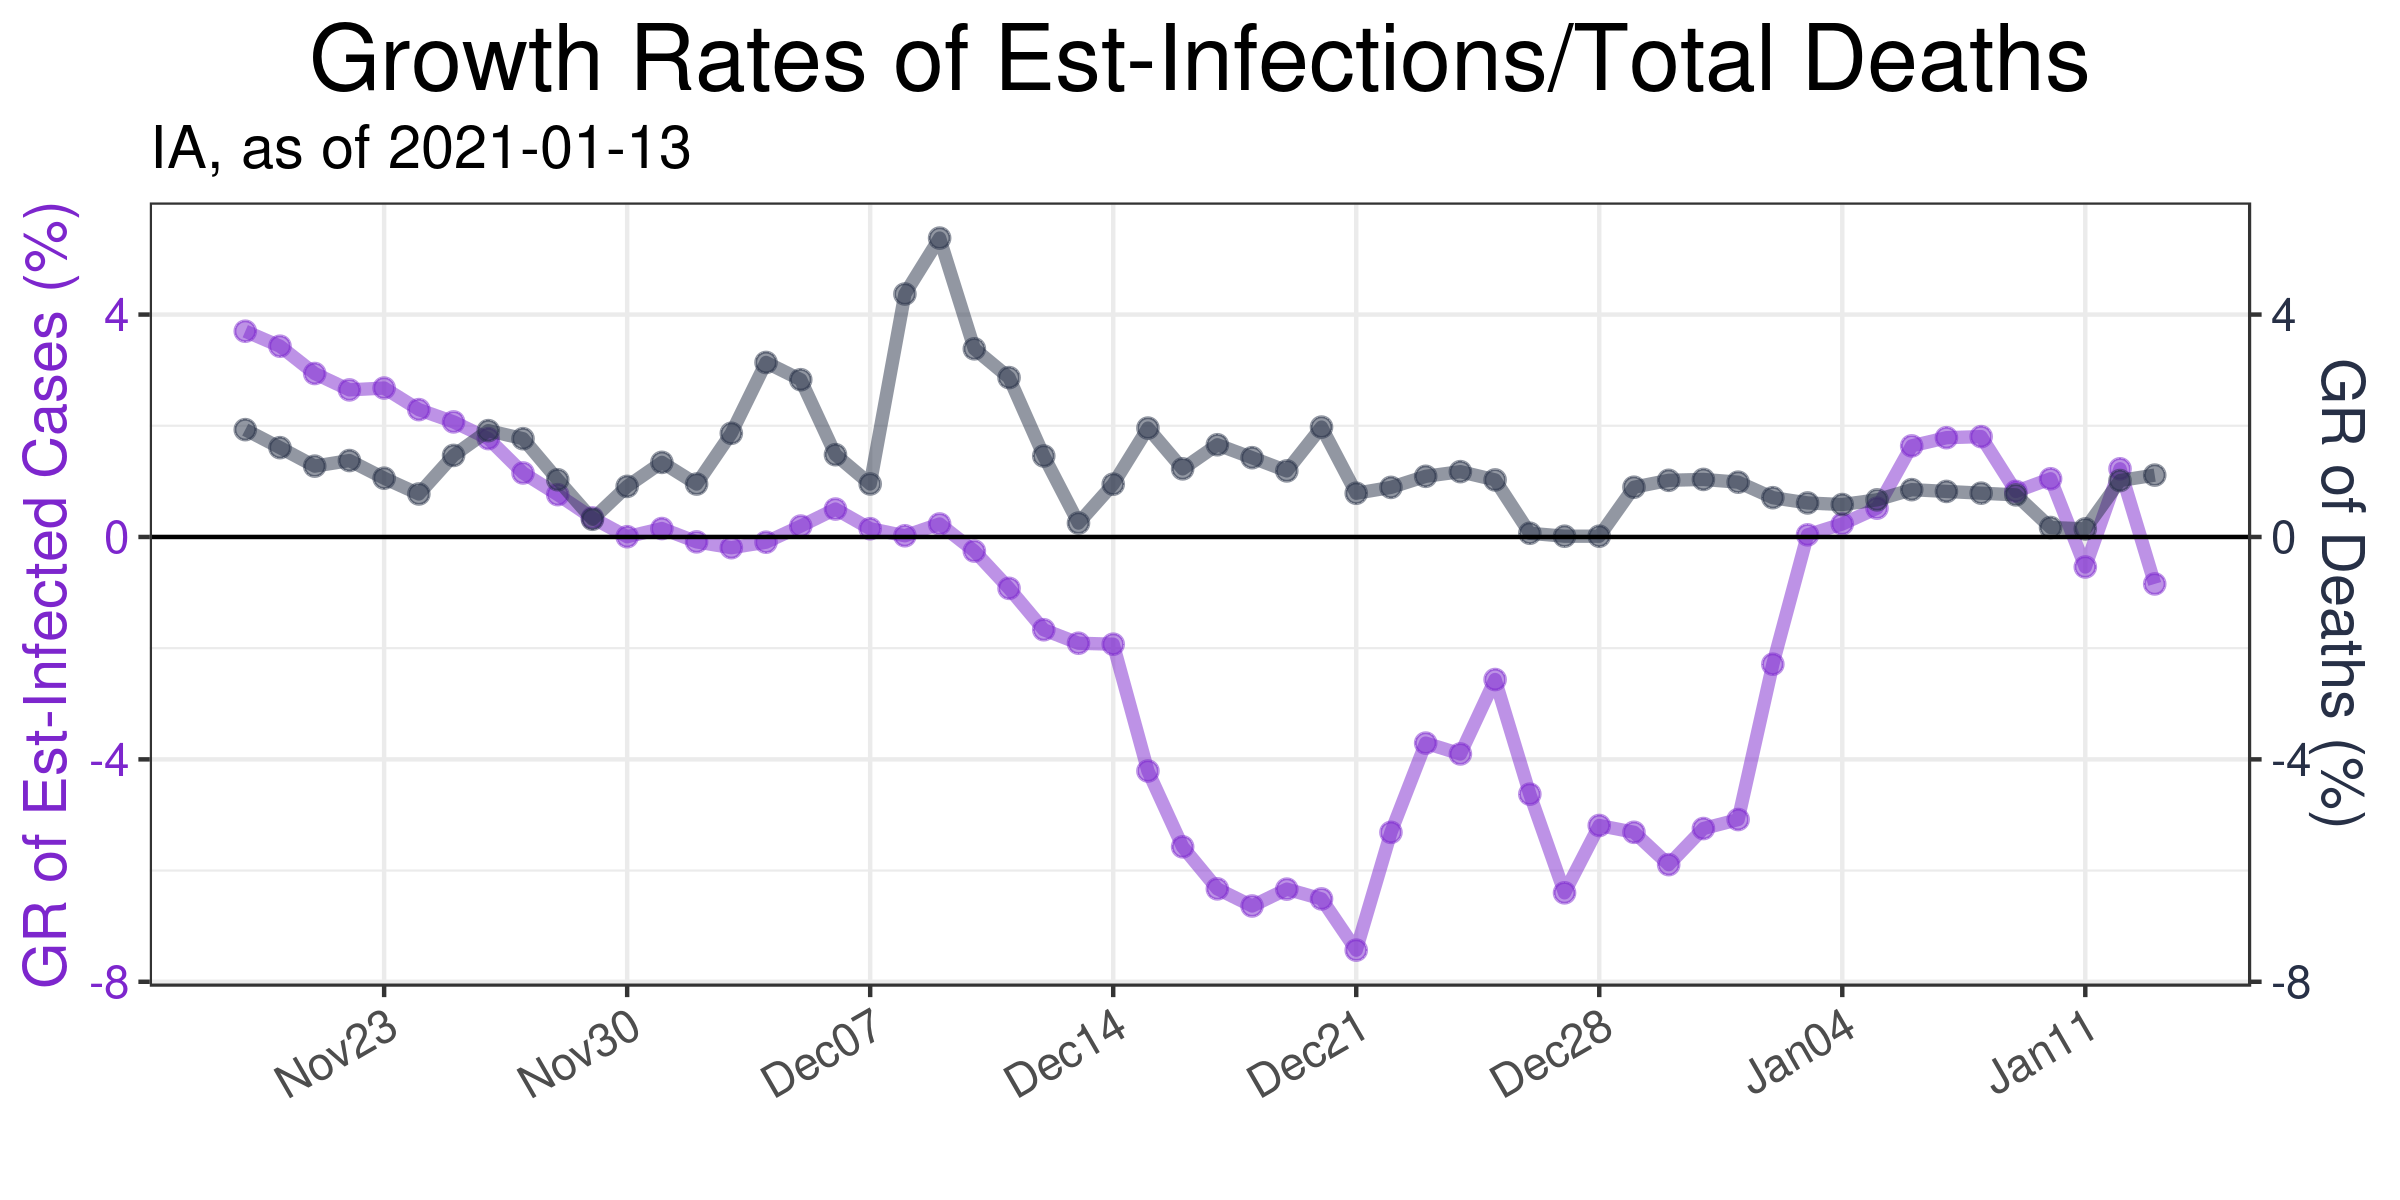 Growth Rates of Est-Infections/Total Deaths
IA, as of 2021-01-13
GR of Est-Infected Cases (%)
4
0
-4
-8
4
0
-4
-8
GR of Deaths (%)
Nov23
Nov30
Dec07
Dec14
Dec21
Dec28
Jan04
Jan11